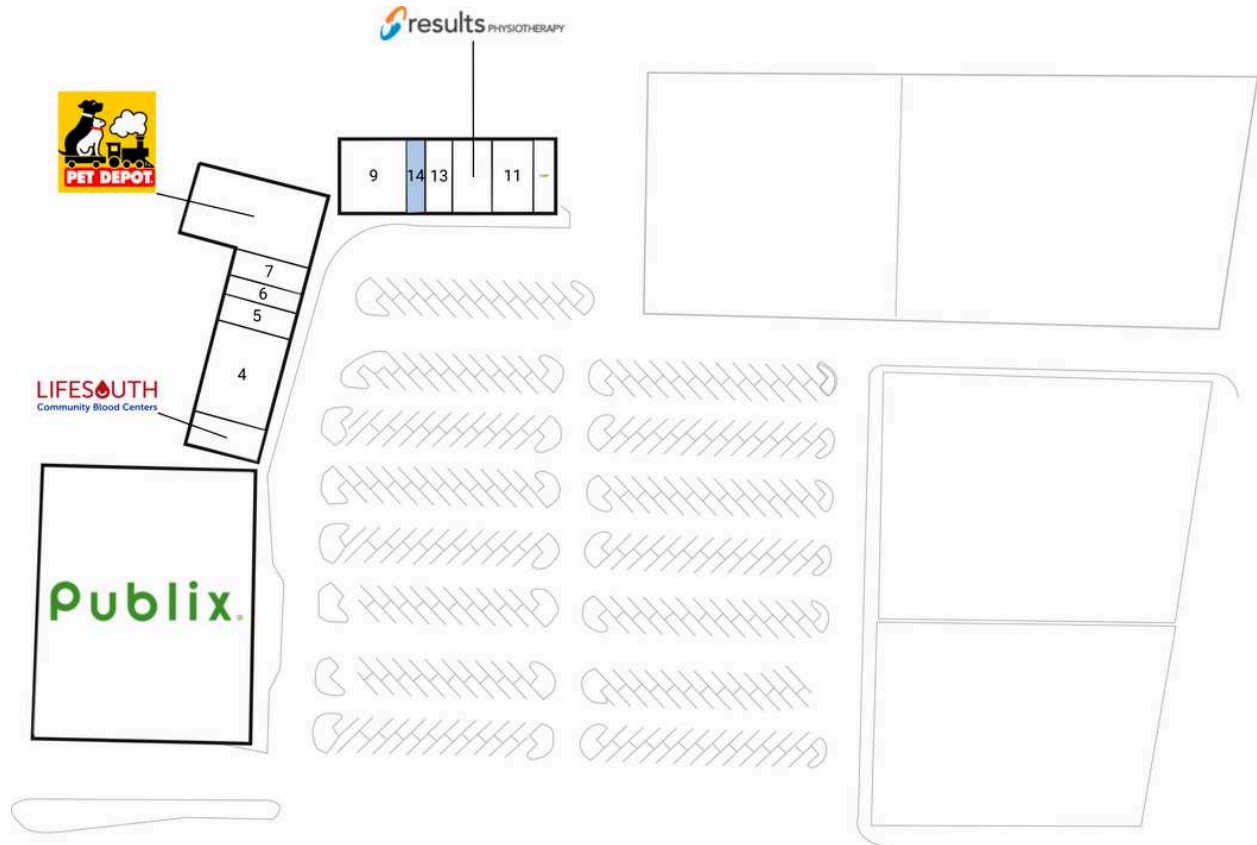 results PHYSIOTHERAPY
PET DEPOT.
9
14
13
11
7
6
5
4
LIFESOUTH
Community Blood Centers
Publix.